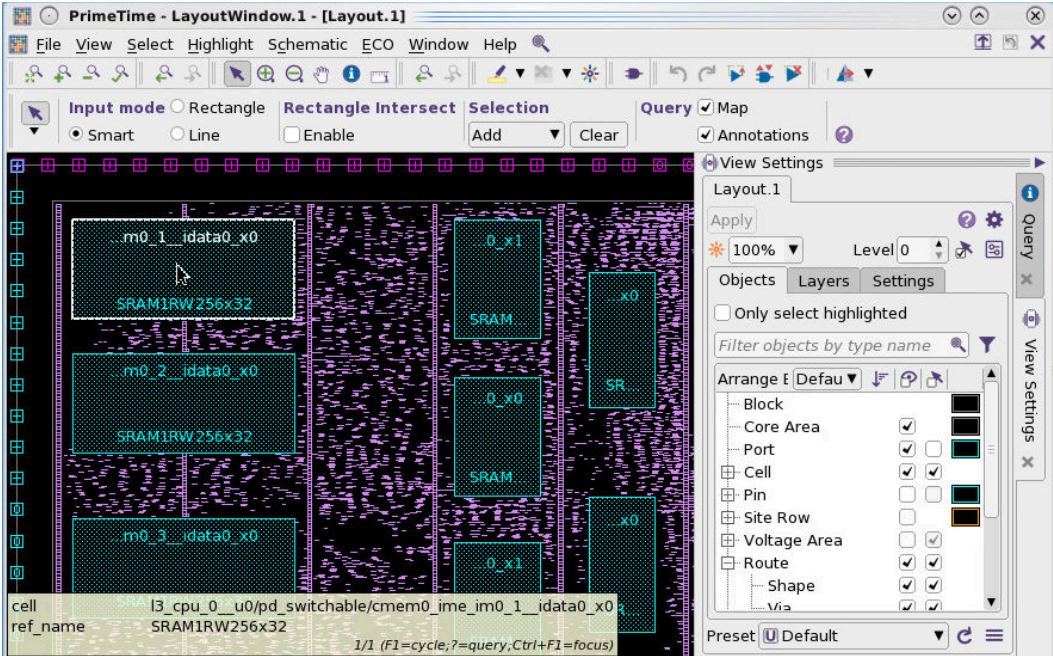 PrimeTime - LayoutWindow.1 - [Layout.1]
File View Select Highlight Schematic ECO Window Help
Input mode Rectangle Rectangle Intersect Selection Query Map
Smart Line Enable Add Clear Annotations
View Settings
Layout.1
Apply
100% Level 0
Objects Layers Settings
Only select highlighted
Filter objects by type name
Arrange E Defau
Block
Core Area
Port
Cell
Pin
Site Row
Voltage Area
Route
Shape
Via
Preset U Default
Query
View Settings
...m0_1__idata0_x0
SRAM1RW256x32
...m0_2__idata0_x0
SRAM1RW256x32
...m0_3__idata0_x0
...0_x1
SRAM...
...0_x0
SRAM...
...0_x1
...x0
SR...
...x0
cell l3_cpu_0__u0/pd_switchable/cmem0_ime_im0_1__idata0_x0
ref_name SRAM1RW256x32
1/1 (F1=cycle;?=query;Ctrl+F1=focus)